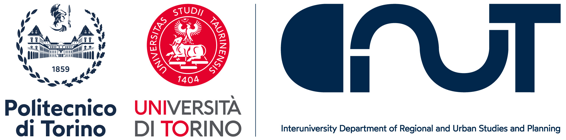 1859
Politecnico
di Torino
UNIVERSITAS STUDII TAURINENSIS
1404
UNIVERSITÀ
DI TORINO
Interuniversity Department of Regional and Urban Studies and Planning